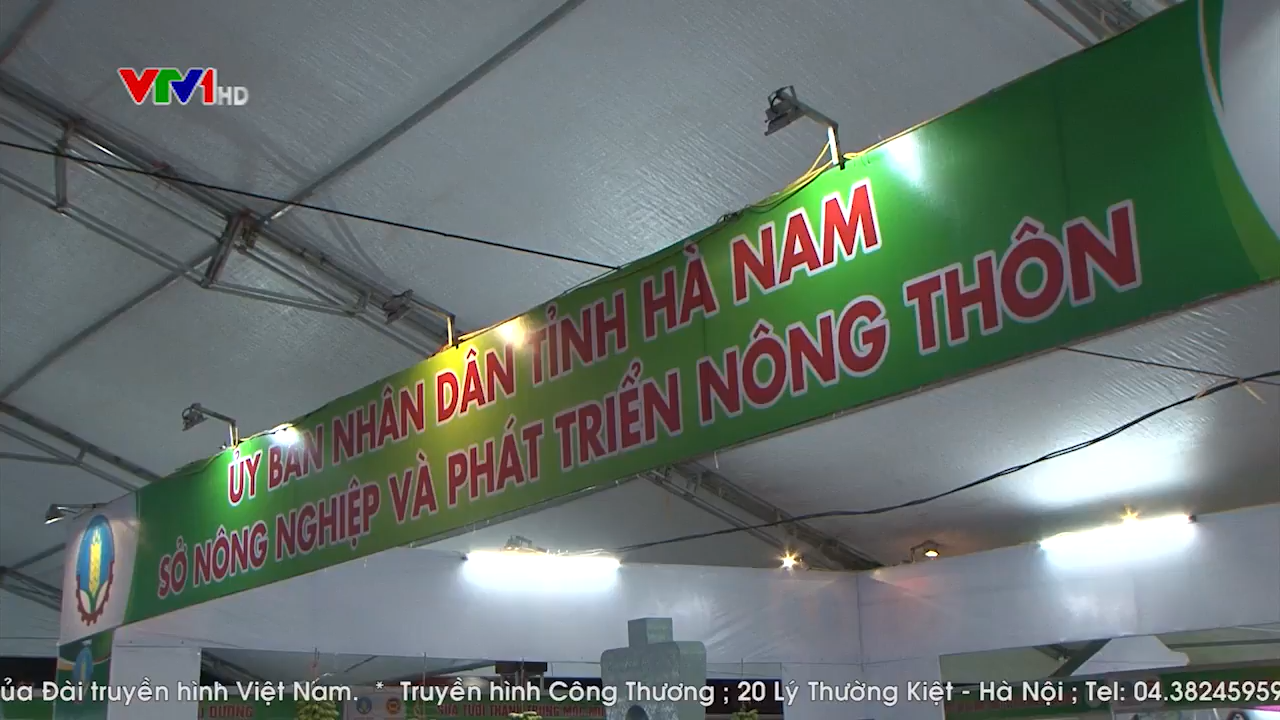 VTV1 HD
ỦY BAN NHÂN DÂN TỈNH HÀ NAM
SỞ NÔNG NGHIỆP VÀ PHÁT TRIỂN NÔNG THÔN
ủa Đài truyền hình Việt Nam. * Truyền hình Công Thương ; 20 Lý Thường Kiệt - Hà Nội ; Tel: 04.38245959